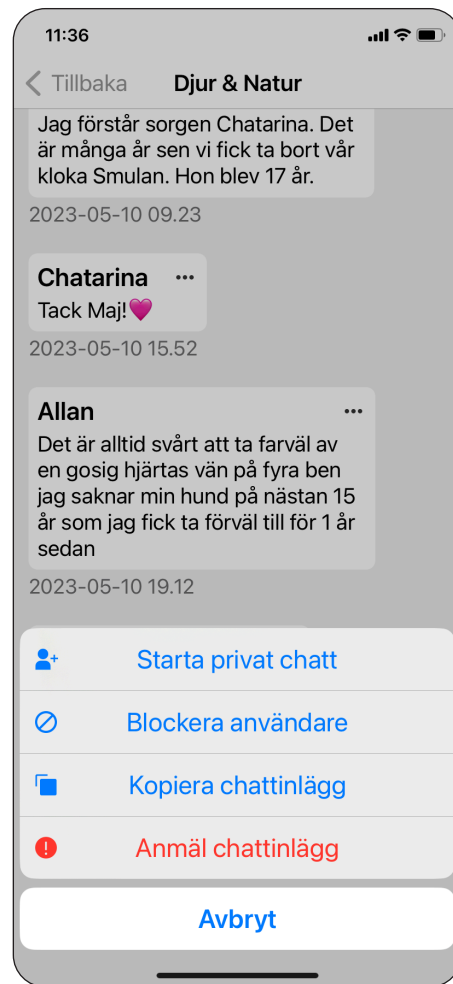 11:36
Tillbaka Djur & Natur
Jag förstår sorgen Chatarina. Det
är många år sen vi fick ta bort vår
kloka Smulan. Hon blev 17 år.
2023-05-10 09.23
Chatarina
Tack Maj!💗
2023-05-10 15.52
Allan
Det är alltid svårt att ta farväl av
en gosig hjärtas vän på fyra ben
jag saknar min hund på nästan 15
år som jag fick ta förväl till för 1 år
sedan
2023-05-10 19.12
Starta privat chatt
Blockera användare
Kopiera chattinlägg
Anmäl chattinlägg
Avbryt